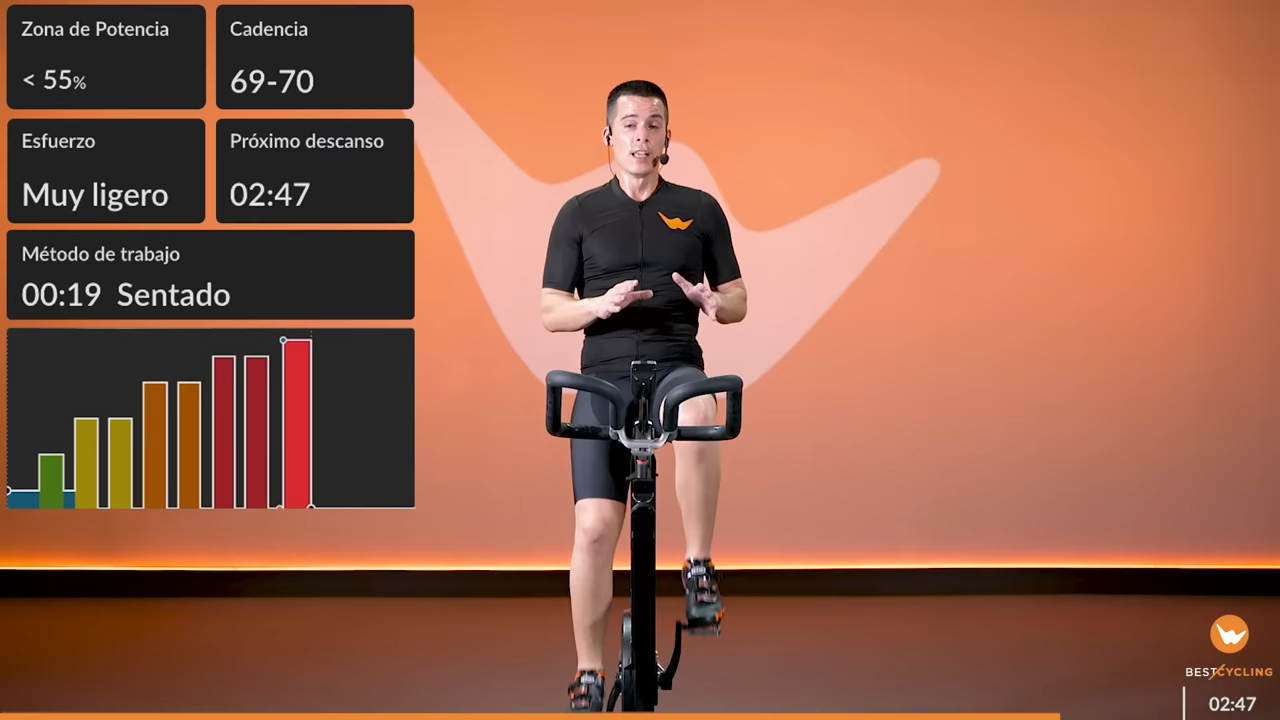 Zona de Potencia
< 55%
Cadencia
69-70
Esfuerzo
Muy ligero
Próximo descanso
02:47
Método de trabajo
00:19 Sentado
BESTCYCLING
02:47